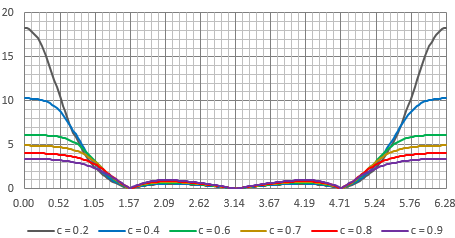 20
15
10
5
0
0.00 0.52 1.05 1.57 2.09 2.62 3.14 3.67 4.19 4.71 5.24 5.76 6.28
c = 0.2 c = 0.4 c = 0.6 c = 0.7 c = 0.8 c = 0.9